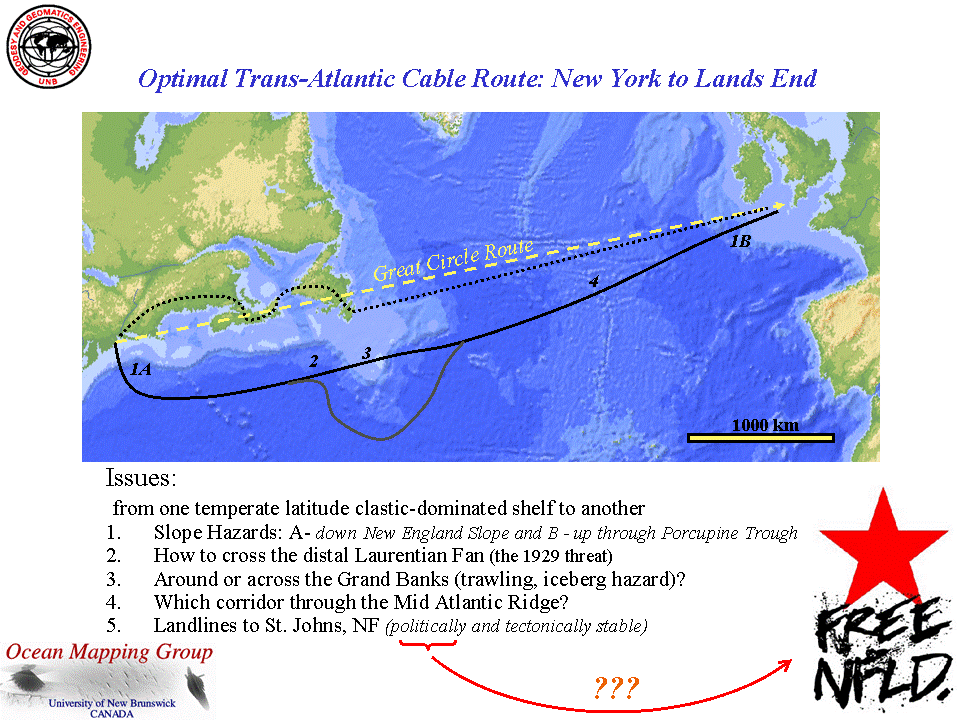 GEODESY AND GEOMATICS ENGINEERING
UNB
Optimal Trans-Atlantic Cable Route: New York to Lands End
Great Circle Route
1B
4
3
2
1A
1000 km
Issues:
from one temperate latitude clastic-dominated shelf to another
1. Slope Hazards: A- down New England Slope and B - up through Porcupine Trough
2. How to cross the distal Laurentian Fan (the 1929 threat)
3. Around or across the Grand Banks (trawling, iceberg hazard)?
4. Which corridor through the Mid Atlantic Ridge?
5. Landlines to St. Johns, NF (politically and tectonically stable)
FREE
NFLD.
Ocean Mapping Group
???
University of New Brunswick
CANADA